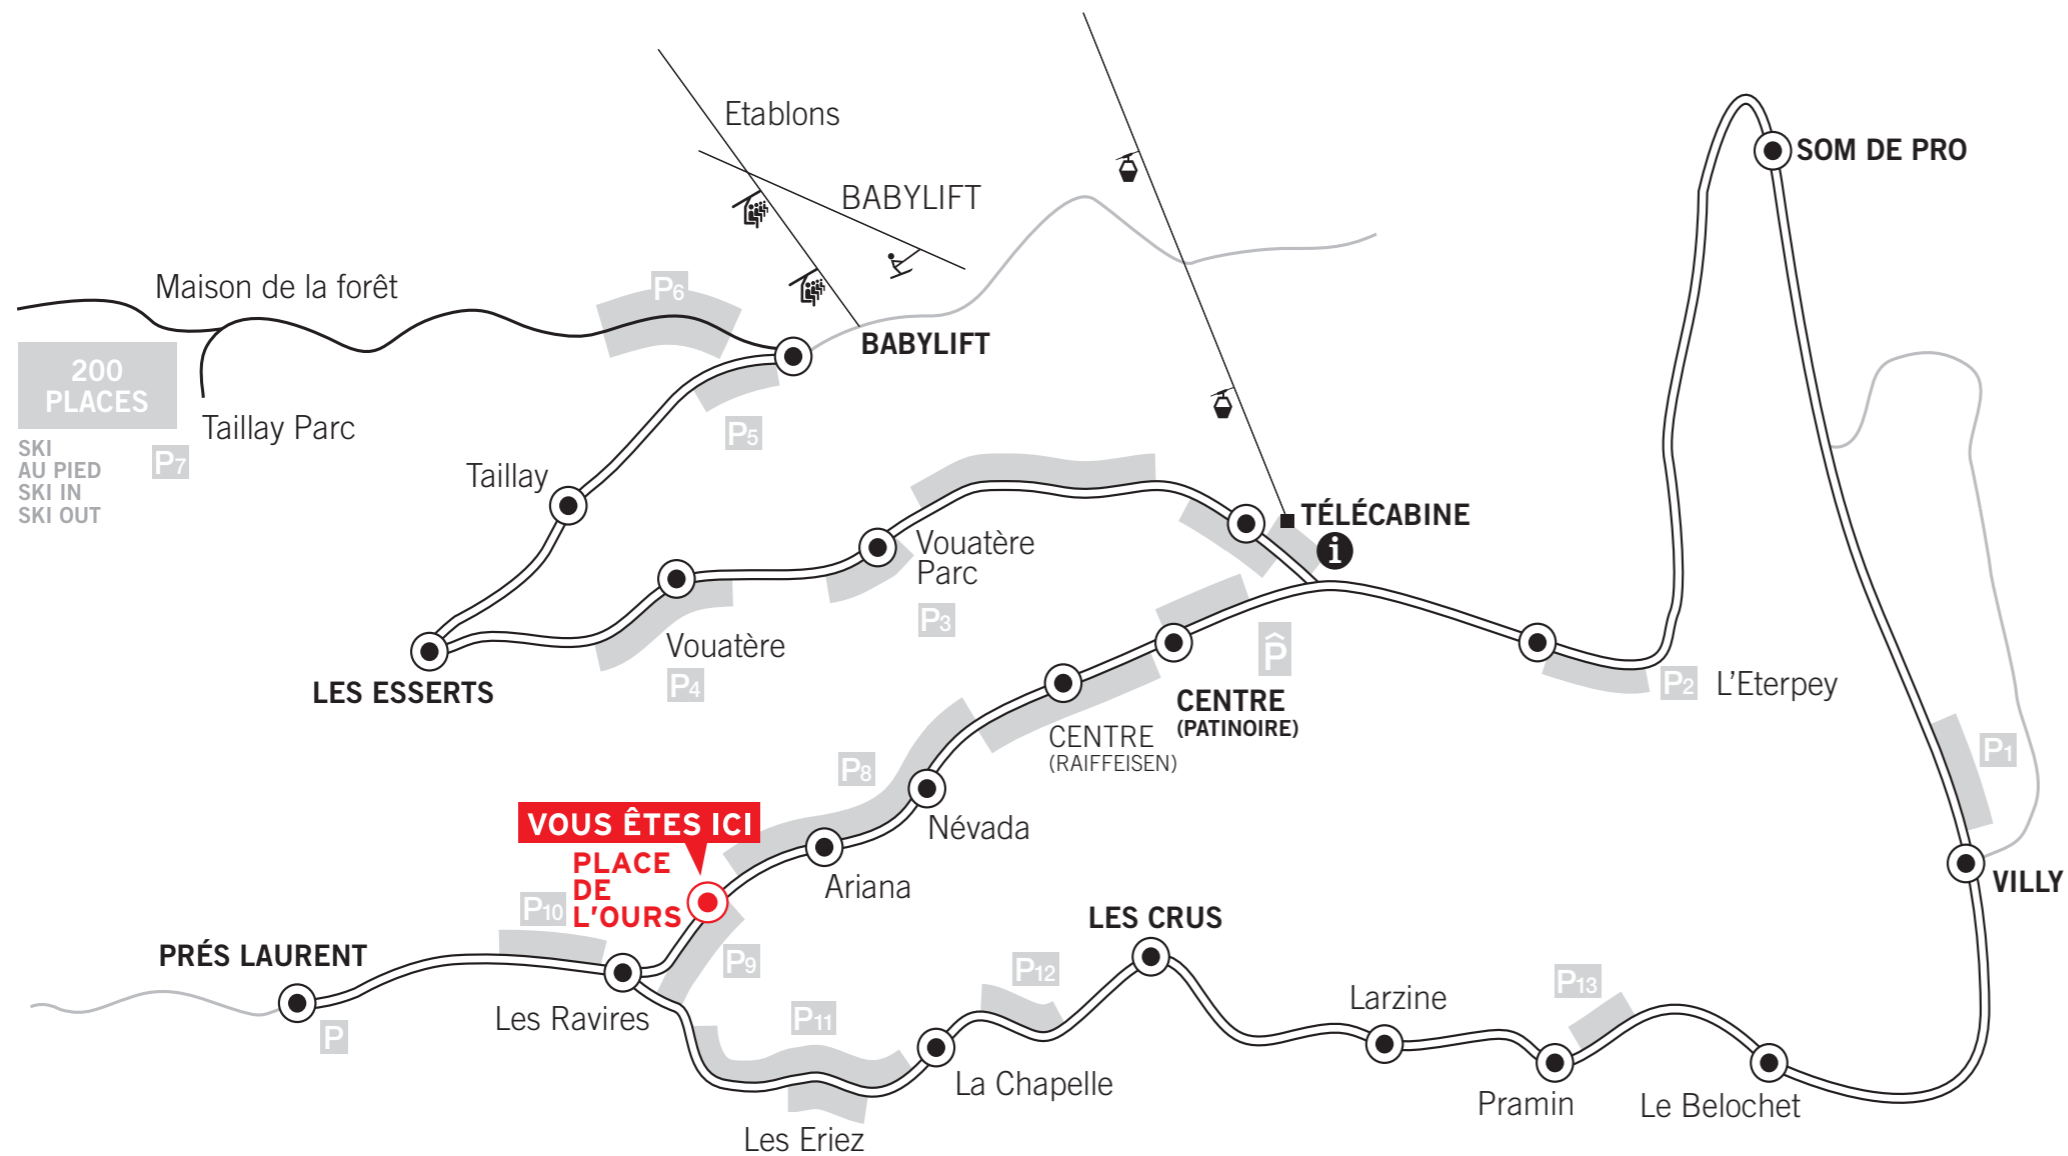 Etablons
SOM DE PRO
BABYLIFT
Maison de la forêt
P6
BABYLIFT
200
PLACES
Taillay Parc
SKI
AU PIED
SKI IN
SKI OUT
P7
P5
Taillay
TÉLÉCABINE
i
Vouatère
Parc
P3
Vouatère
P4
LES ESSERTS
P
CENTRE
(PATINOIRE)
CENTRE
(RAIFFEISEN)
P2
L'Eterpey
P1
P8
Névada
VOUS ÊTES ICI
PLACE
DE
L'OURS
Ariana
VILLY
P10
LES CRUS
PRÉS LAURENT
P9
P12
P13
Larzine
Les Ravires
P11
P
La Chapelle
Pramin
Le Belochet
Les Eriez